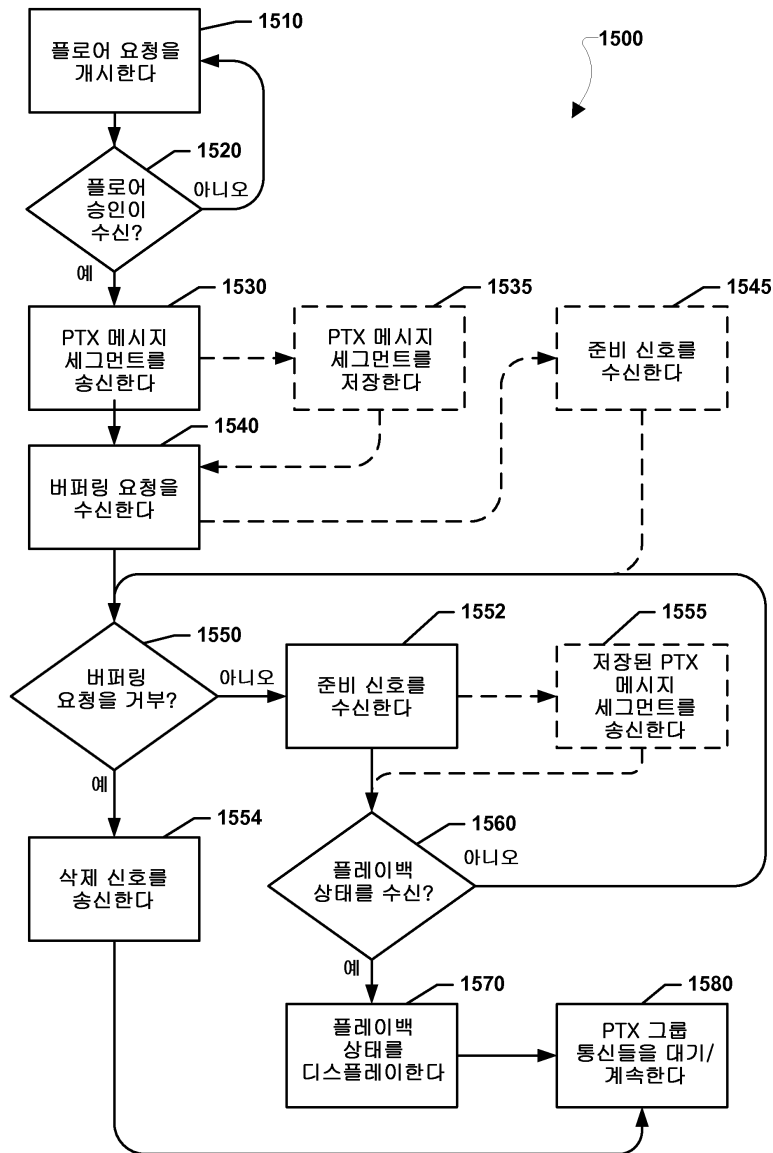 1510
플로어 요청을
개시한다
1500
1520
플로어
승인이
수신?
아니오
예
1530
PTX 메시지
세그먼트를
송신한다
1535
PTX 메시지
세그먼트를
저장한다
1545
준비 신호를
수신한다
1540
버퍼링 요청을
수신한다
1550
버퍼링
요청을 거부?
아니오
예
1552
준비 신호를
수신한다
1555
저장된 PTX
메시지
세그먼트를
송신한다
1554
삭제 신호를
송신한다
1560
플레이백
상태를 수신?
아니오
예
1570
플레이백
상태를
디스플레이한다
1580
PTX 그룹
통신들을 대기/
계속한다